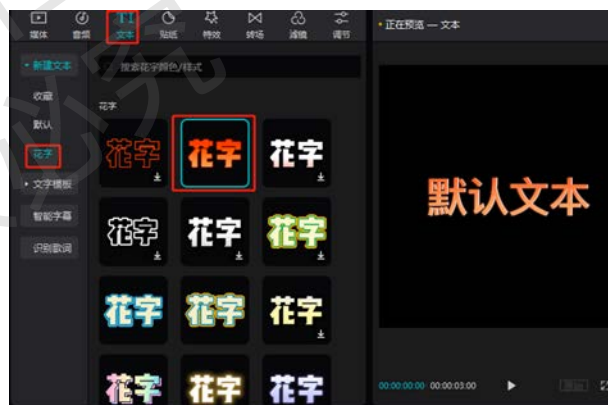 媒体 音频 文本 贴纸 特效 转场 滤镜 调节
TI
• 正在预览 — 文本
• 新建文本
搜索花字颜色/样式
收藏
花字
默认
花字
• 文字模板
智能字幕
识别歌词
花字 花字 花字
花字 花字 花字
花字 花字 花字
花字 花字 花字
默认文本
00:00:00:00 00:00:03:00